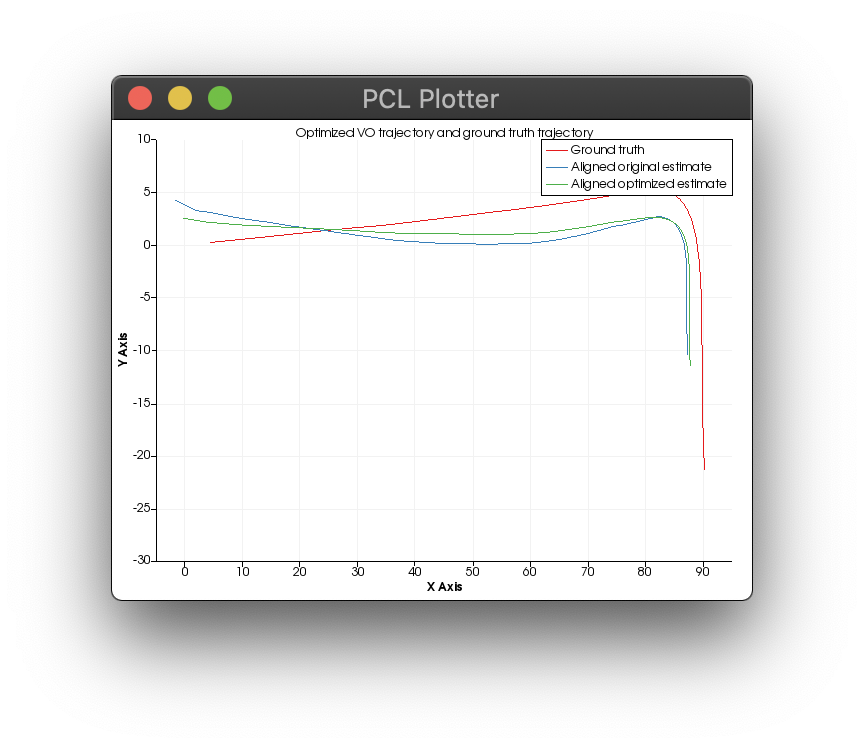 PCL Plotter
Optimized VO trajectory and ground truth trajectory
Ground truth
Aligned original estimate
Aligned optimized estimate
10
5
0
-5
-10
-15
-20
-25
-30
Y Axis
0 10 20 30 40 50 60 70 80 90
X Axis